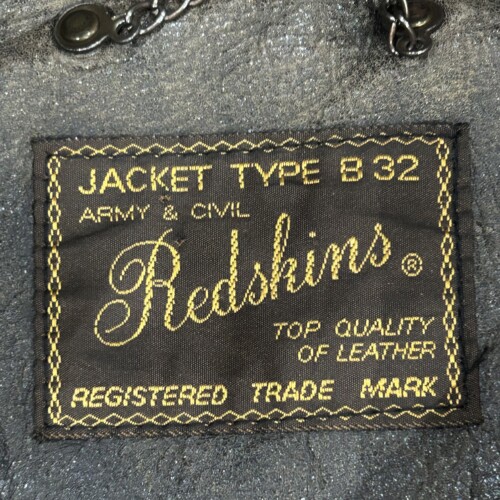 JACKET TYPE B 32
ARMY & CIVIL
Redskins ®
TOP QUALITY
OF LEATHER
REGISTERED TRADE MARK